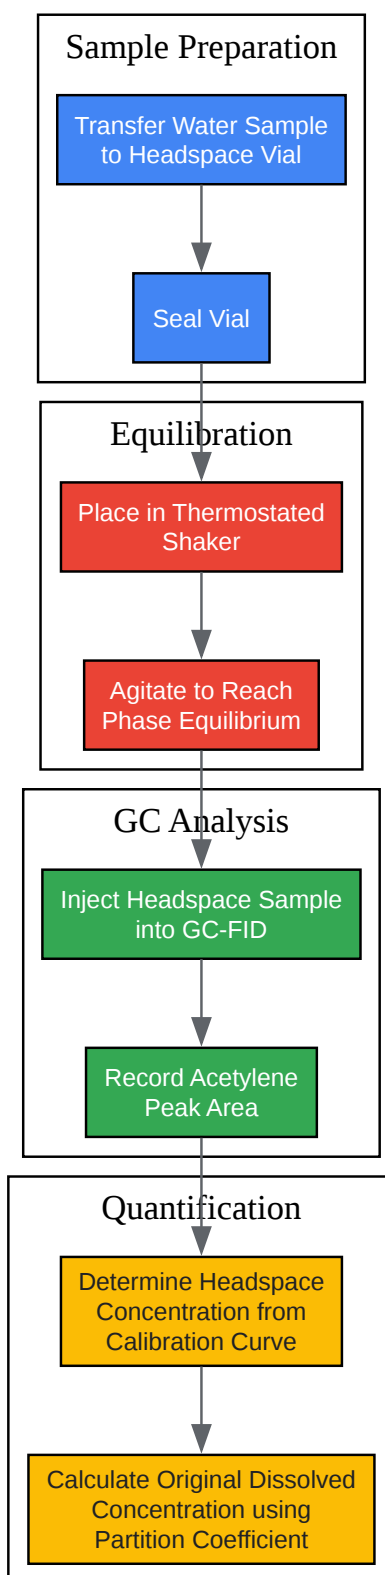 Sample Preparation
Transfer Water Sample
to Headspace Vial
Seal Vial
Equilibration
Place in Thermostated
Shaker
Agitate to Reach
Phase Equilibrium
GC Analysis
Inject Headspace Sample
into GC-FID
Record Acetylene
Peak Area
Quantification
Determine Headspace
Concentration from
Calibration Curve
Calculate Original Dissolved
Concentration using
Partition Coefficient